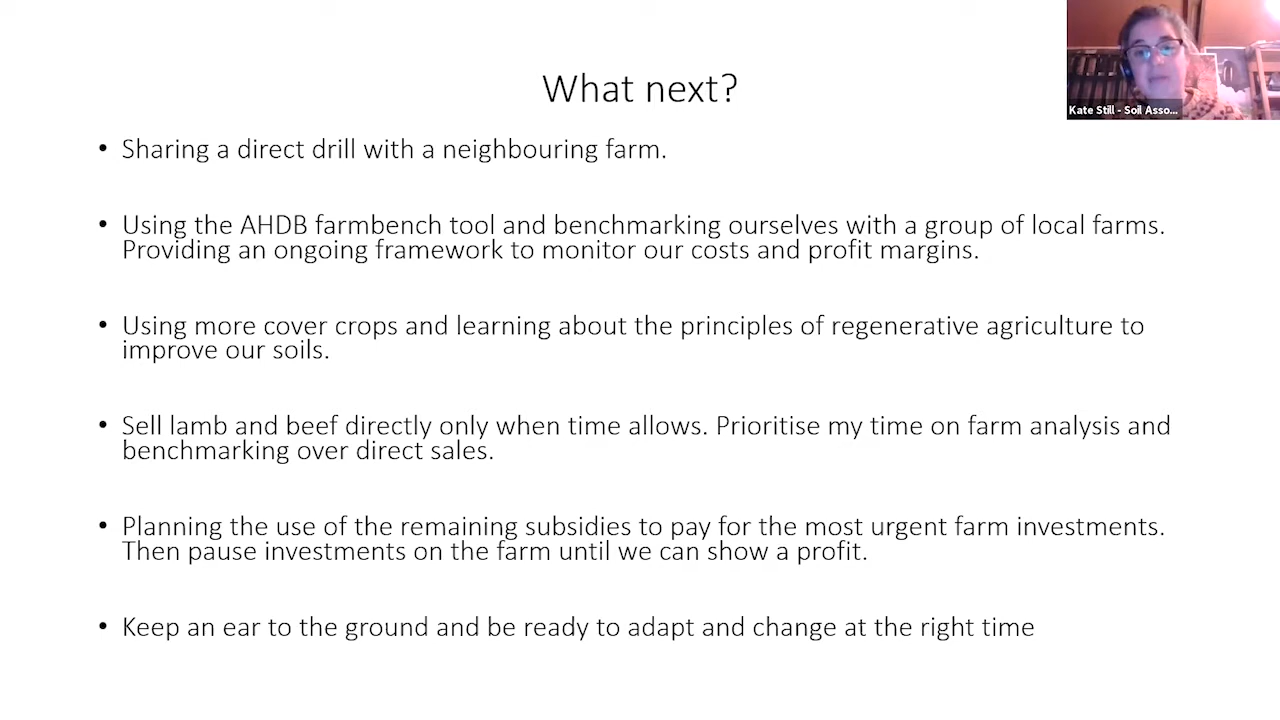 What next?
Kate Still - Soil Asso...
• Sharing a direct drill with a neighbouring farm.
• Using the AHDB farmbench tool and benchmarking ourselves with a group of local farms.
Providing an ongoing framework to monitor our costs and profit margins.
• Using more cover crops and learning about the principles of regenerative agriculture to
improve our soils.
• Sell lamb and beef directly only when time allows. Prioritise my time on farm analysis and
benchmarking over direct sales.
• Planning the use of the remaining subsidies to pay for the most urgent farm investments.
Then pause investments on the farm until we can show a profit.
• Keep an ear to the ground and be ready to adapt and change at the right time